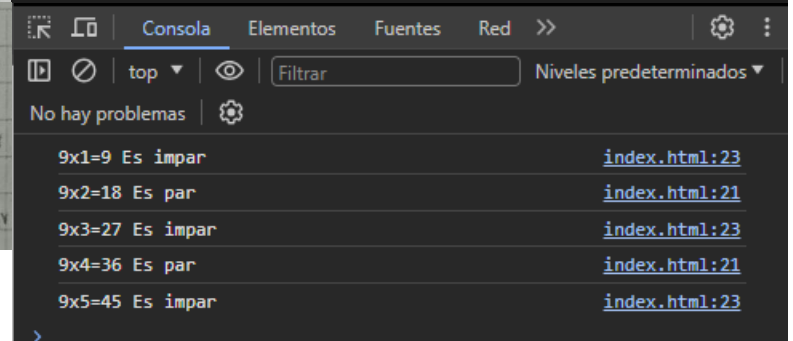 Consola Elementos Fuentes Red
top Filtrar Niveles predeterminados
No hay problemas
9x1=9 Es impar index.html:23
9x2=18 Es par index.html:21
9x3=27 Es impar index.html:23
9x4=36 Es par index.html:21
9x5=45 Es impar index.html:23